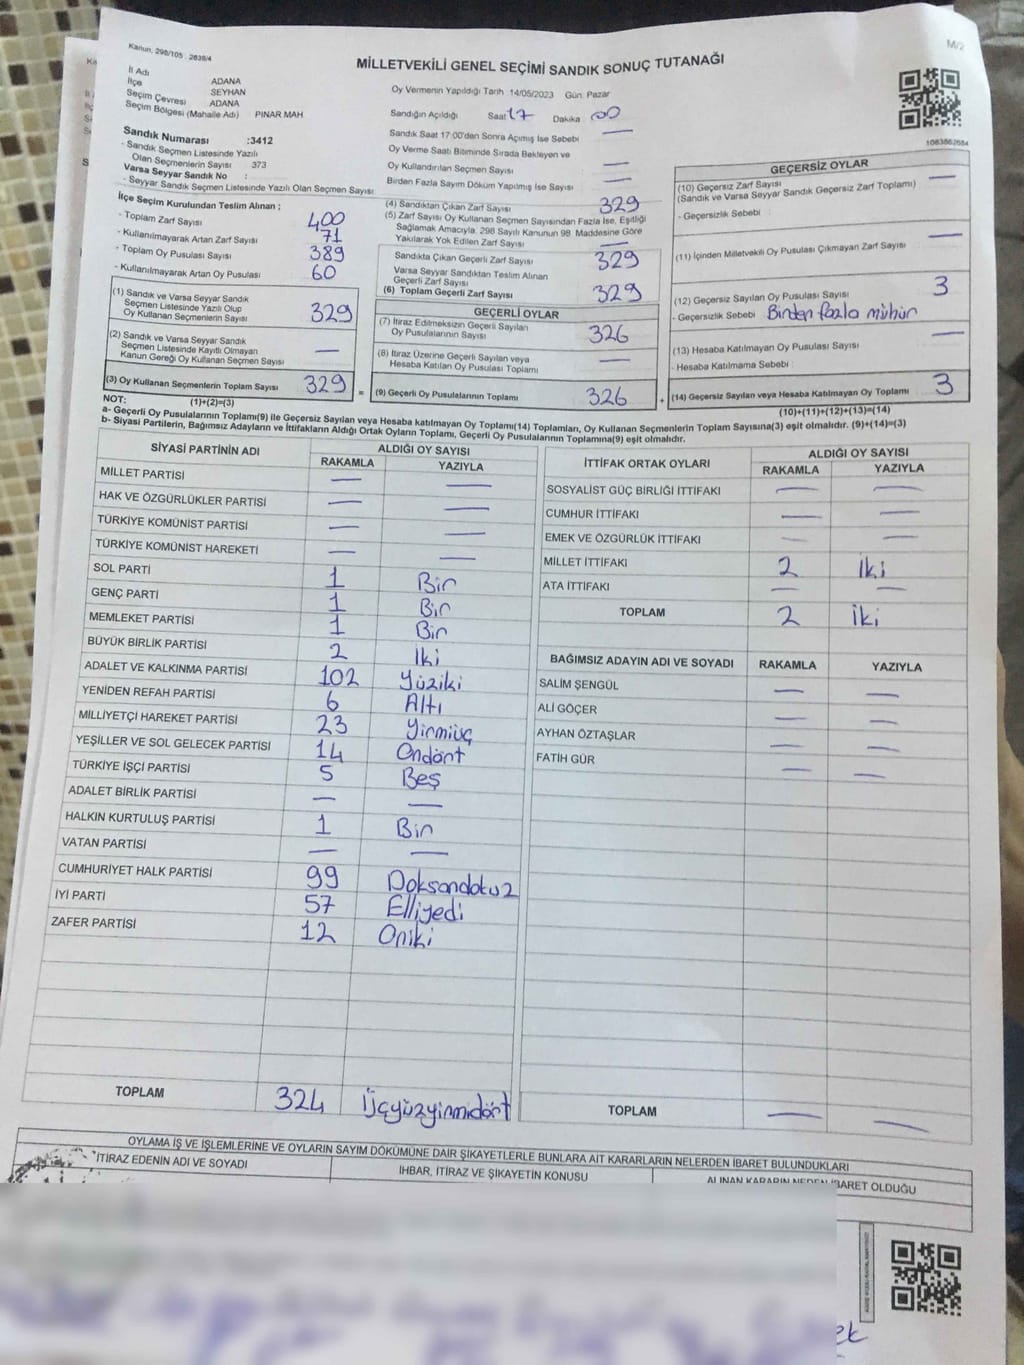 Kanun, 298/105 : 2839/4
M/2
MİLLETVEKİLİ GENEL SEÇİMİ SANDIK SONUÇ TUTANAĞI
İl Adı ADANA
İlçe SEYHAN
Seçim Çevresi ADANA
Seçim Bölgesi (Mahalle Adı) PINAR MAH
Sandık Numarası :3412
- Sandık Seçmen Listesinde Yazılı
Olan Seçmenlerin Sayısı 373
Varsa Seyyar Sandık No :
- Seyyar Sandık Seçmen Listesinde Yazılı Olan Seçmen Sayısı
İlçe Seçim Kurulundan Teslim Alınan ;
- Toplam Zarf Sayısı 400
- Kullanılmayarak Artan Zarf Sayısı 71
- Toplam Oy Pusulası Sayısı 389
- Kullanılmayarak Artan Oy Pusulası 60
(1) Sandık ve Varsa Seyyar Sandık
Seçmen Listesinde Yazılı Olup
Oy Kullanan Seçmenlerin Sayısı 329
(2) Sandık ve Varsa Seyyar Sandık
Seçmen Listesinde Kayıtlı Olmayan
Kanun Gereği Oy Kullanan Seçmen Sayısı —
(3) Oy Kullanan Seçmenlerin Toplam Sayısı 329 =
Oy Vermenin Yapıldığı Tarih 14/05/2023 Gün: Pazar
Sandığın Açıldığı Saat 17 Dakika 00
Sandık Saat 17:00'den Sonra Açımış İse Sebebi —
Oy Verme Saati Bitiminde Sırada Bekleyen ve
Oy Kullandırılan Seçmen Sayısı —
Birden Fazla Sayım Döküm Yapılmış İse Sayısı —
(4) Sandıktan Çıkan Zarf Sayısı 329
(5) Zarf Sayısı Oy Kullanan Seçmen Sayısından Fazla İse, Eşitliği
Sağlamak Amacıyla, 298 Sayılı Kanunun 98. Maddesine Göre
Yakılarak Yok Edilen Zarf Sayısı —
Sandıkta Çıkan Geçerli Zarf Sayısı 329
Varsa Seyyar Sandıktan Teslim Alınan
Geçerli Zarf Sayısı
(6) Toplam Geçerli Zarf Sayısı 329
GEÇERLİ OYLAR
(7) İtiraz Edilmeksizin Geçerli Sayılan
Oy Pusulalarının Sayısı 326
(8) İtiraz Üzerine Geçerli Sayılan veya
Hesaba Katılan Oy Pusulası Toplamı —
(9) Geçerli Oy Pusulalarının Toplamı 326 +
1083862684
GEÇERSİZ OYLAR
(10) Geçersiz Zarf Sayısı —
(Sandık ve Varsa Seyyar Sandık Geçersiz Zarf Toplamı)
- Geçersizlik Sebebi :
(11) İçinden Milletvekili Oy Pusulası Çıkmayan Zarf Sayısı —
(12) Geçersiz Sayılan Oy Pusulası Sayısı 3
- Geçersizlik Sebebi Birden fazla mühür
(13) Hesaba Katılmayan Oy Pusulası Sayısı —
- Hesaba Katılmama Sebebi :
(14) Geçersiz Sayılan veya Hesaba Katılmayan Oy Toplamı 3
NOT: (1)+(2)=(3) (10)+(11)+(12)+(13)=(14)
a- Geçerli Oy Pusulalarının Toplamı(9) ile Geçersiz Sayılan veya Hesaba katılmayan Oy Toplamı(14) Toplamları, Oy Kullanan Seçmenlerin Toplam Sayısına(3) eşit olmalıdır. (9)+(14)=(3)
b- Siyasi Partilerin, Bağımsız Adayların ve İttifakların Aldığı Ortak Oyların Toplamı, Geçerli Oy Pusulalarının Toplamına(9) eşit olmalıdır.
SİYASİ PARTİNİN ADI ALDIĞI OY SAYISI
RAKAMLA YAZIYLA
MİLLET PARTİSİ — —
HAK VE ÖZGÜRLÜKLER PARTİSİ — —
TÜRKİYE KOMÜNİST PARTİSİ — —
TÜRKİYE KOMÜNİST HAREKETİ — —
SOL PARTİ 1 Bir
GENÇ PARTİ 1 Bir
MEMLEKET PARTİSİ 1 Bir
BÜYÜK BİRLİK PARTİSİ 2 İki
ADALET VE KALKINMA PARTİSİ 102 Yüziki
YENİDEN REFAH PARTİSİ 6 Altı
MİLLİYETÇİ HAREKET PARTİSİ 23 Yirmiüç
YEŞİLLER VE SOL GELECEK PARTİSİ 14 Ondört
TÜRKİYE İŞÇİ PARTİSİ 5 Beş
ADALET BİRLİK PARTİSİ — —
HALKIN KURTULUŞ PARTİSİ 1 Bir
VATAN PARTİSİ — —
CUMHURİYET HALK PARTİSİ 99 Doksandokuz
İYİ PARTİ 57 Elliyedi
ZAFER PARTİSİ 12 Oniki
TOPLAM 324 Üçyüzyirmidört
İTTİFAK ORTAK OYLARI ALDIĞI OY SAYISI
RAKAMLA YAZIYLA
SOSYALİST GÜÇ BİRLİĞİ İTTİFAKI — —
CUMHUR İTTİFAKI — —
EMEK VE ÖZGÜRLÜK İTTİFAKI — —
MİLLET İTTİFAKI 2 İki
ATA İTTİFAKI — —
TOPLAM 2 İki
BAĞIMSIZ ADAYIN ADI VE SOYADI RAKAMLA YAZIYLA
SALİM ŞENGÜL — —
ALİ GÖÇER — —
AYHAN ÖZTAŞLAR — —
FATİH GÜR — —
TOPLAM — —
OYLAMA İŞ VE İŞLEMLERİNE VE OYLARIN SAYIM DÖKÜMÜNE DAİR ŞİKAYETLERLE BUNLARA AİT KARARLARIN NELERDEN İBARET BULUNDUKLARI
İTİRAZ EDENİN ADI VE SOYADI İHBAR, İTİRAZ VE ŞİKAYETİN KONUSU ALINAN KARARIN NEDEN İBARET OLDUĞU